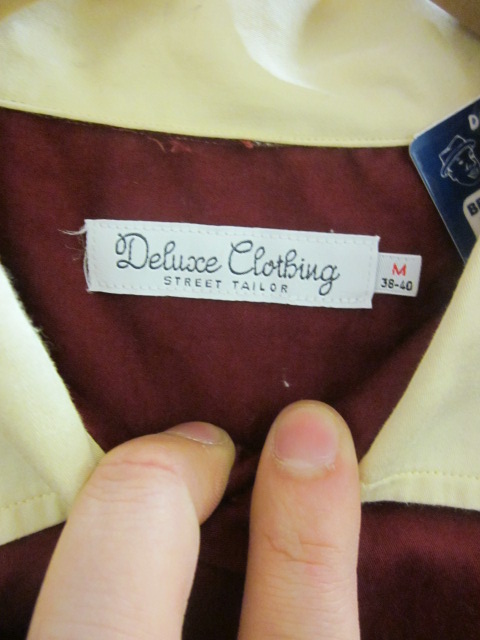 Deluxe Clothing
STREET TAILOR
M
38-40